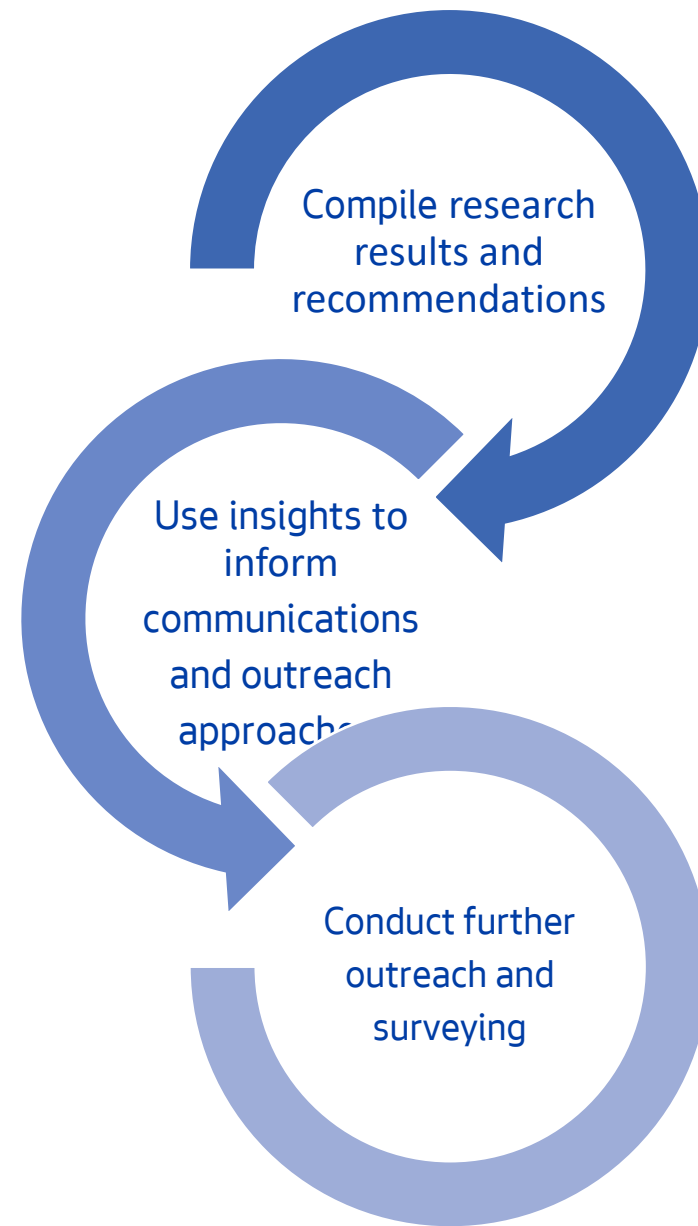 Compile research
results and
recommendations
Use insights to
inform
communications
and outreach
Conduct further
outreach and
surveying